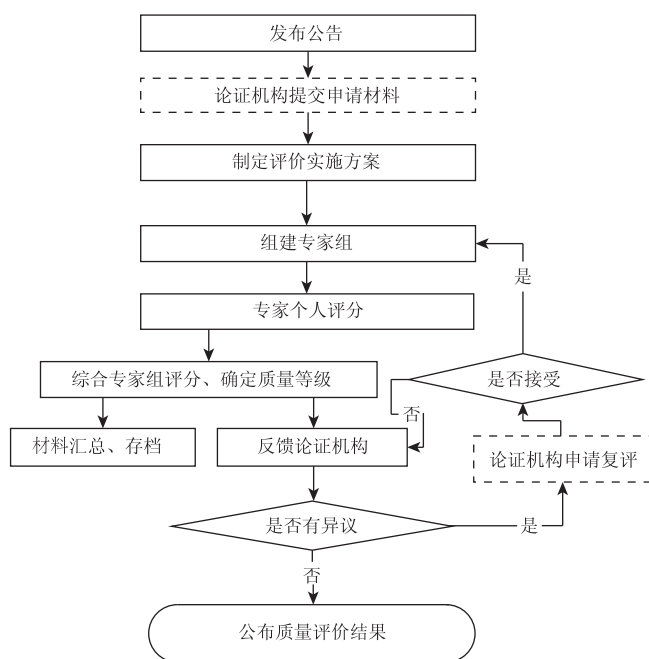 发布公告
论证机构提交申请材料
制定评价实施方案
组建专家组
是
专家个人评分
综合专家组评分、确定质量等级
是否接受
否
材料汇总、存档
反馈论证机构
论证机构申请复评
是否有异议
是
否
公布质量评价结果